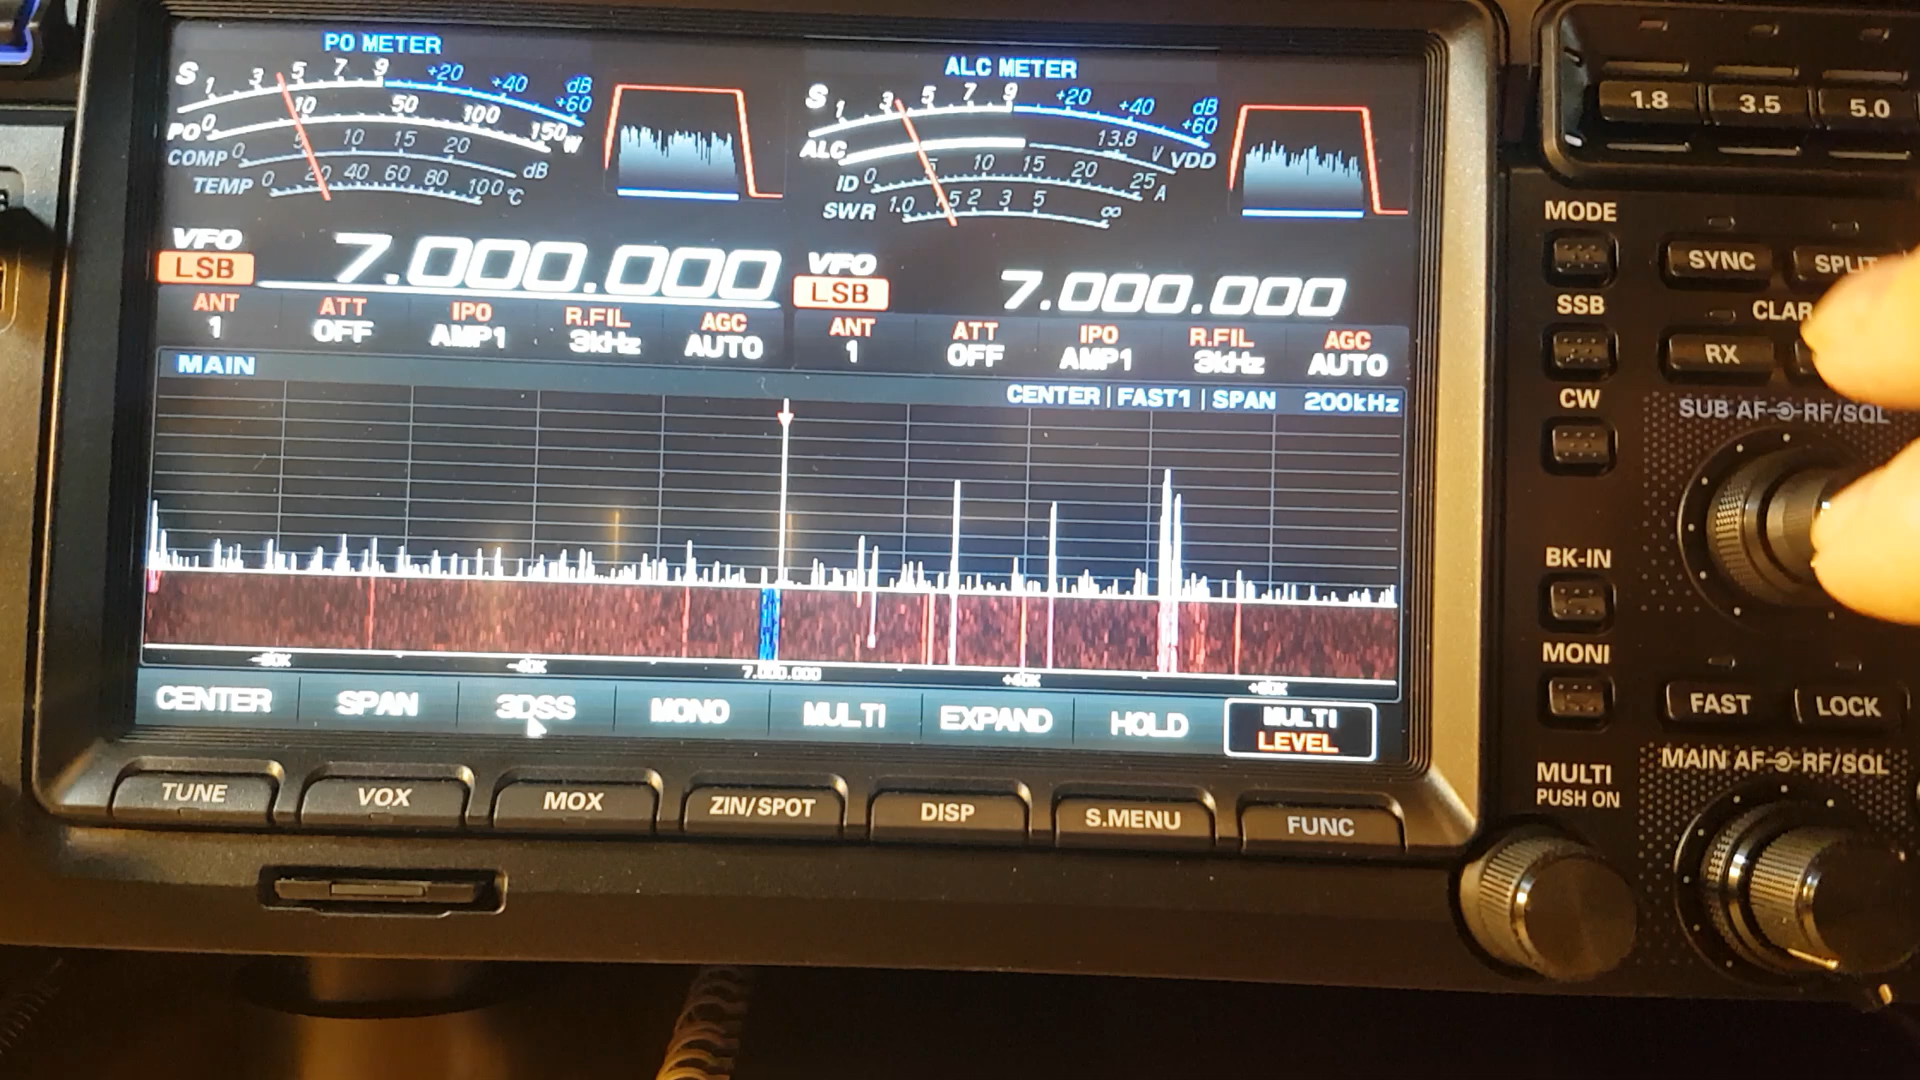 PO METER
S 1 3 5 7 9 +20 +40 +60 dB
PO 0 10 50 100 150 W
COMP 0 5 10 15 20 dB
TEMP 0 20 40 60 80 100 °C
ALC METER
S 1 3 5 7 9 +20 +40 +60 dB
ALC 13.8 V VDD
ID 0 5 10 15 20 25 A
SWR 1.0 1.5 2 3 5 ∞
VFO
LSB
7.000.000
VFO
LSB
7.000.000
ANT ATT IPO R.FIL AGC
1 OFF AMP1 3kHz AUTO
ANT ATT IPO R.FIL AGC
1 OFF AMP1 3kHz AUTO
MAIN
CENTER | FAST1 | SPAN 200kHz
-80K -40K 7.000.000 +40K +80K
CENTER SPAN 3DSS MONO MULTI EXPAND HOLD MULTI
LEVEL
TUNE VOX MOX ZIN/SPOT DISP S.MENU FUNC
1.8 3.5 5.0
MODE
SYNC SPLIT
SSB
CLAR
RX
CW
SUB AF RF/SQL
BK-IN
MONI
FAST LOCK
MAIN AF RF/SQL
MULTI
PUSH ON